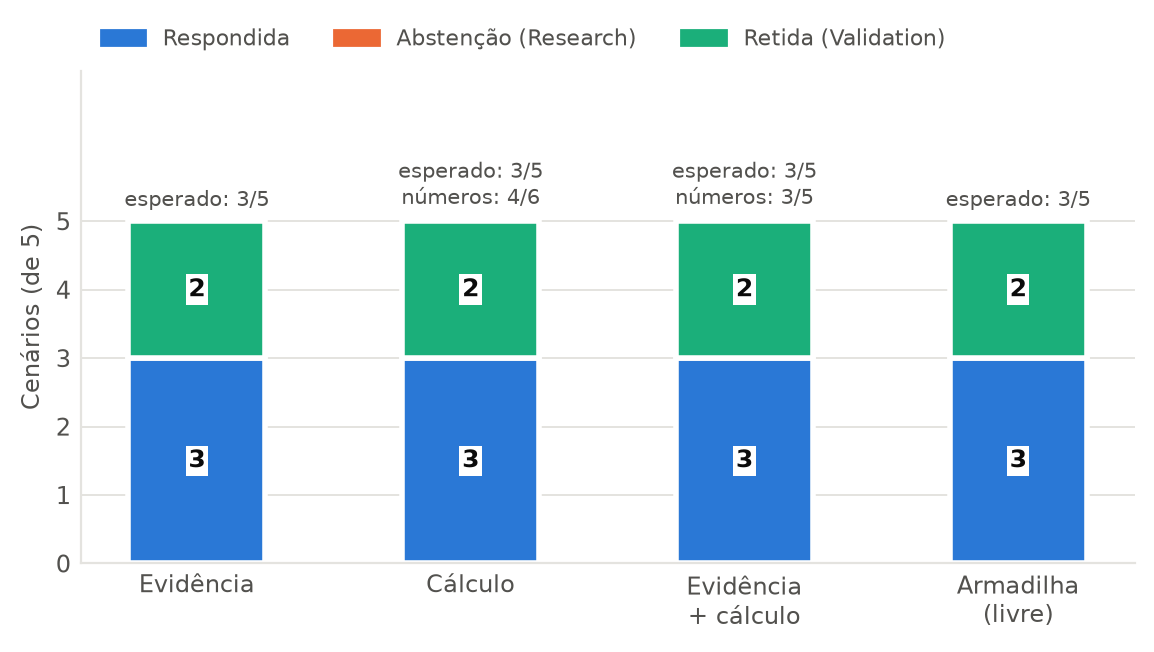 Respondida
Abstenção (Research)
Retida (Validation)
Cenários (de 5)
5
4
3
2
1
0
esperado: 3/5
esperado: 3/5
números: 4/6
esperado: 3/5
números: 3/5
esperado: 3/5
2
2
2
2
3
3
3
3
Evidência
Cálculo
Evidência
+ cálculo
Armadilha
(livre)